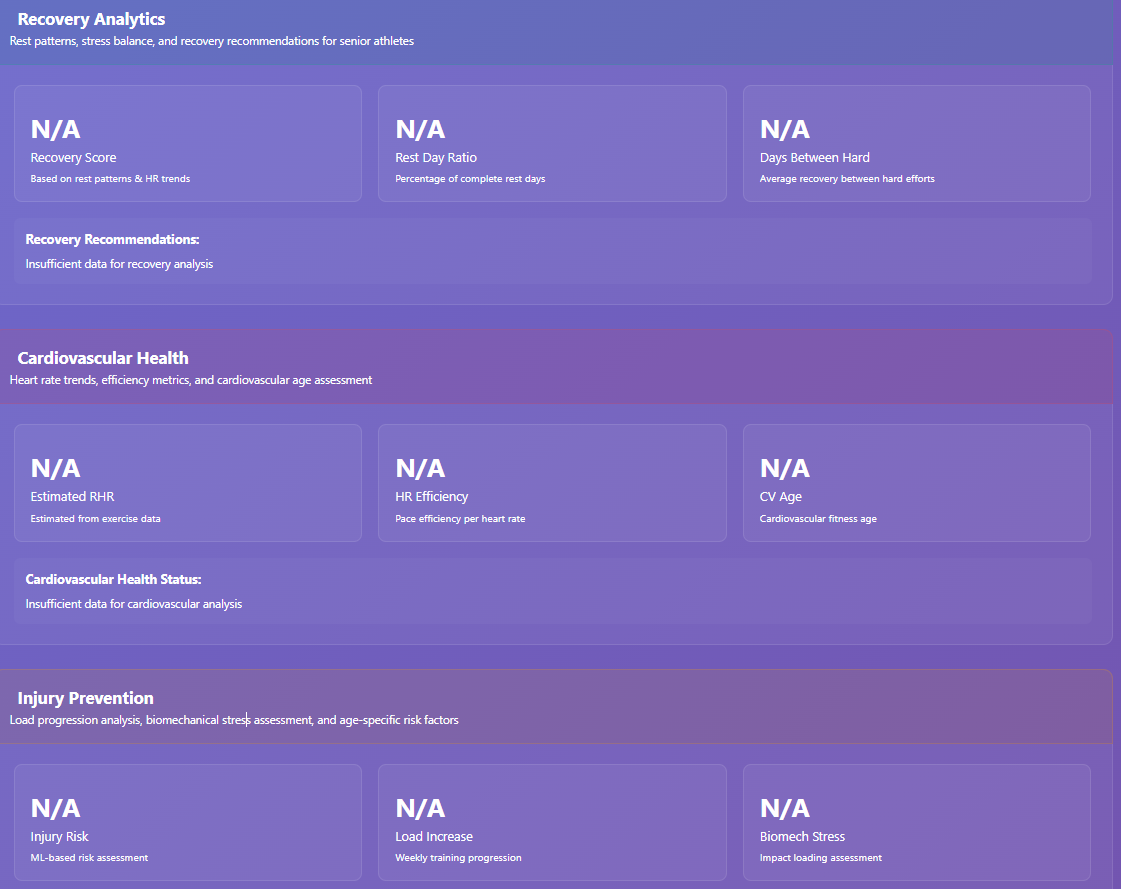 Recovery Analytics
Rest patterns, stress balance, and recovery recommendations for senior athletes
N/A
Recovery Score
Based on rest patterns & HR trends
N/A
Rest Day Ratio
Percentage of complete rest days
N/A
Days Between Hard
Average recovery between hard efforts
Recovery Recommendations:
Insufficient data for recovery analysis
Cardiovascular Health
Heart rate trends, efficiency metrics, and cardiovascular age assessment
N/A
Estimated RHR
Estimated from exercise data
N/A
HR Efficiency
Pace efficiency per heart rate
N/A
CV Age
Cardiovascular fitness age
Cardiovascular Health Status:
Insufficient data for cardiovascular analysis
Injury Prevention
Load progression analysis, biomechanical stress assessment, and age-specific risk factors
N/A
Injury Risk
ML-based risk assessment
N/A
Load Increase
Weekly training progression
N/A
Biomech Stress
Impact loading assessment